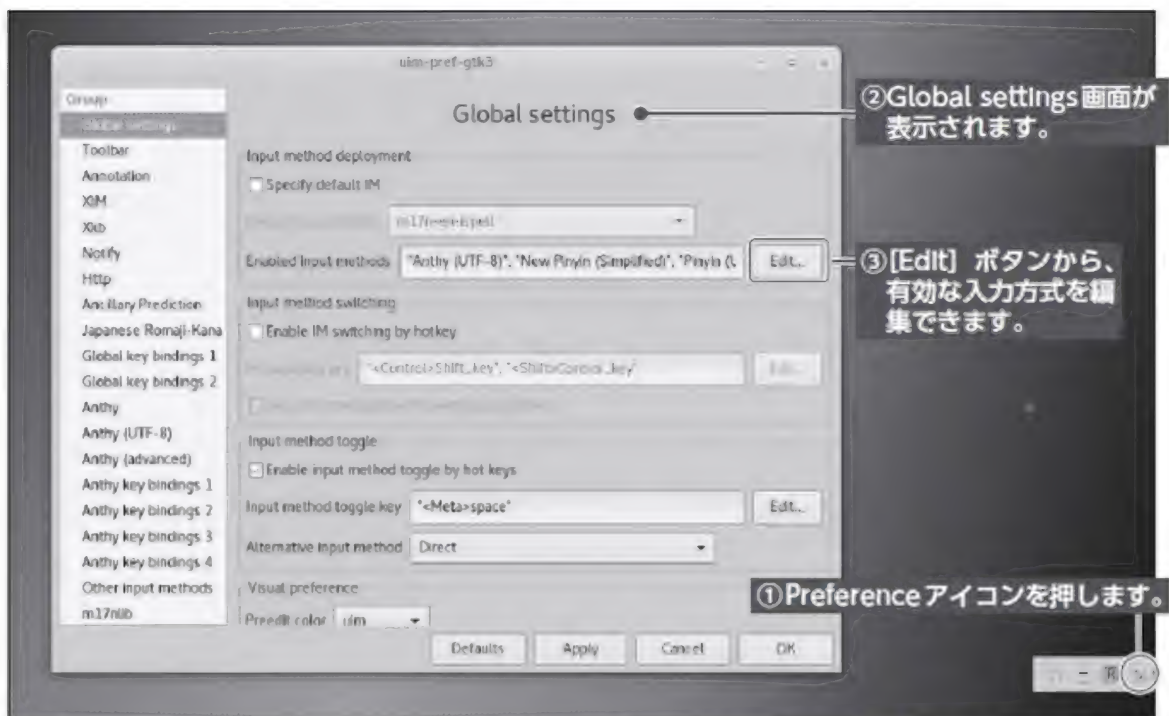 uim-pref-gtk3
Group
Global settings
Toolbar
Annotation
XIM
Xkb
Notify
Http
Ancillary Prediction
Japanese Romaji-Kana
Global key bindings 1
Global key bindings 2
Anthy
Anthy (UTF-8)
Anthy (advanced)
Anthy key bindings 1
Anthy key bindings 2
Anthy key bindings 3
Anthy key bindings 4
Other input methods
m17nlib
Global settings
Input method deployment
Specify default IM
Enabled input methods "Anthy (UTF-8)", "New Pinyin (Simplified)", "Pinyin (U Edit...
Input method switching
Enable IM switching by hotkey
"<Control>Shift_key", "<Shift>Control_key"
Input method toggle
Enable input method toggle by hot keys
Input method toggle key "<Meta>space" Edit...
Alternative input method Direct
Visual preference
Preedit color uim
Defaults Apply Cancel OK
②Global settings画面が
表示されます。
③[Edit] ボタンから、
有効な入力方式を編
集できます。
①Preferenceアイコンを押します。
R